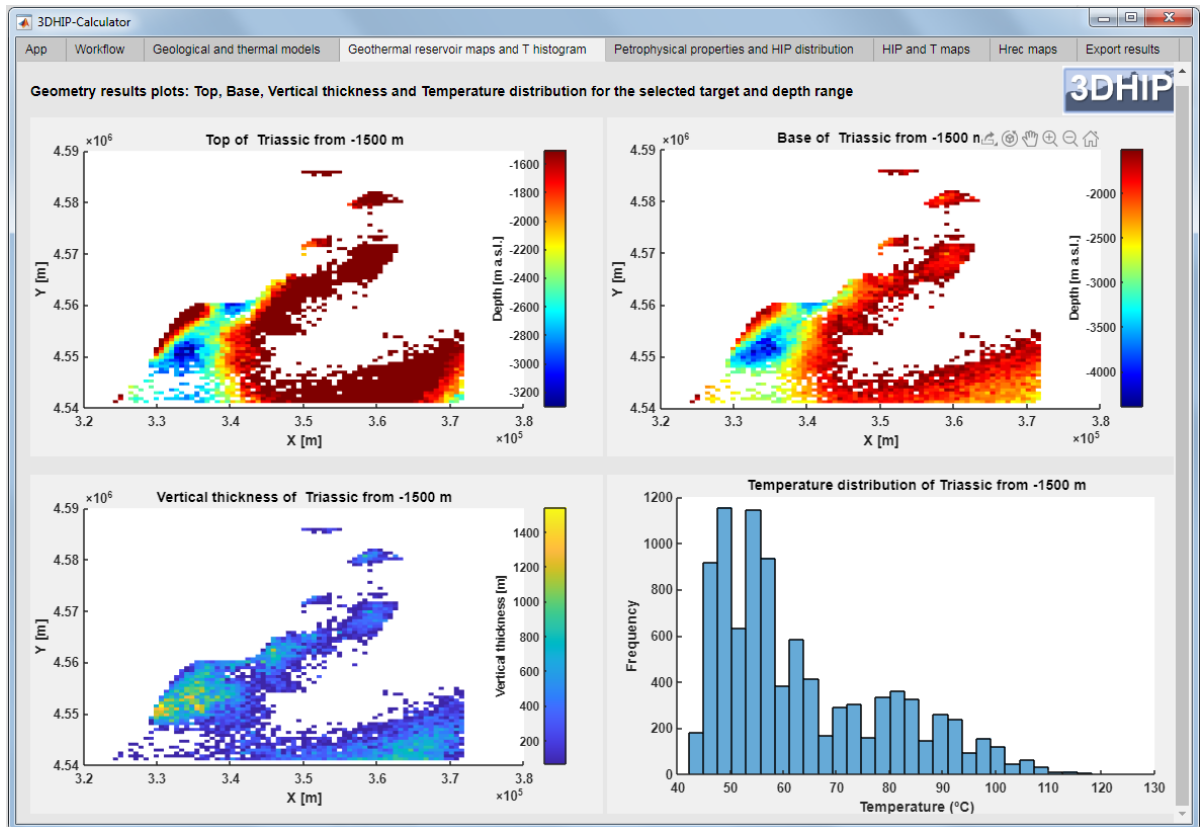 3DHIP-Calculator
App Workflow Geological and thermal models Geothermal reservoir maps and T histogram Petrophysical properties and HIP distribution HIP and T maps Hrec maps Export results
Geometry results plots: Top, Base, Vertical thickness and Temperature distribution for the selected target and depth range
3DHIP
Top of Triassic from -1500 m
×10⁶
4.59
4.58
4.57
4.56
4.55
4.54
Y [m]
3.2 3.3 3.4 3.5 3.6 3.7 3.8
X [m]
×10⁵
-1600
-1800
-2000
-2200
-2400
-2600
-2800
-3000
-3200
Depth [m a.s.l.]
Base of Triassic from -1500 m
×10⁶
4.59
4.58
4.57
4.56
4.55
4.54
Y [m]
3.2 3.3 3.4 3.5 3.6 3.7 3.8
X [m]
×10⁵
-2000
-2500
-3000
-3500
-4000
Depth [m a.s.l.]
Vertical thickness of Triassic from -1500 m
×10⁶
4.59
4.58
4.57
4.56
4.55
4.54
Y [m]
3.2 3.3 3.4 3.5 3.6 3.7 3.8
X [m]
×10⁵
1400
1200
1000
800
600
400
200
Vertical thickness [m]
Temperature distribution of Triassic from -1500 m
1200
1000
800
600
400
200
0
Frequency
40 50 60 70 80 90 100 110 120 130
Temperature (°C)